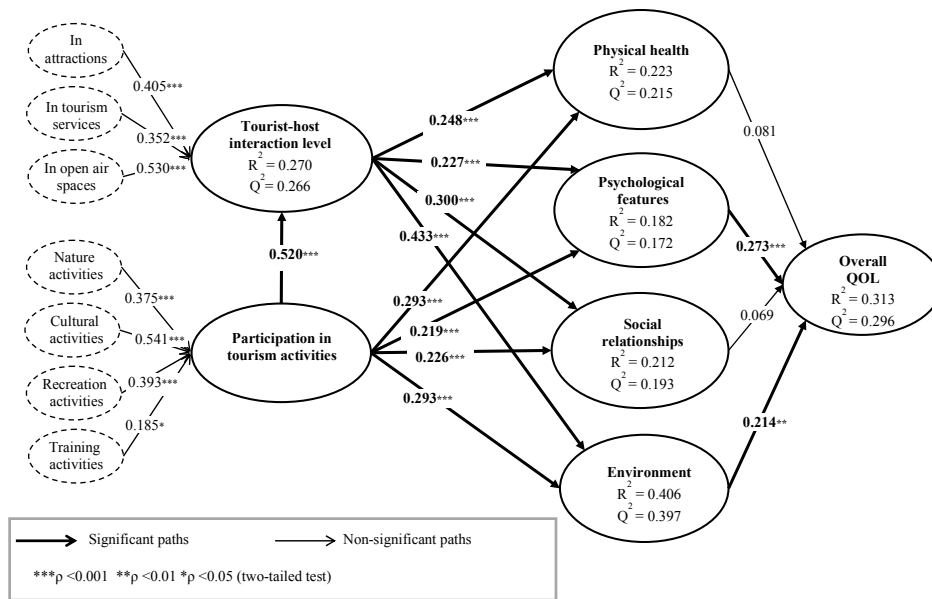 In
attractions
0.405***
In tourism
services
0.352***
In open air
spaces
0.530***
Tourist-host
interaction level
R² = 0.270
Q² = 0.266
0.520***
Nature
activities
0.375***
Cultural
activities
0.541***
Recreation
activities
0.393***
Training
activities
0.185*
Participation in
tourism activities
0.248***
0.227***
0.300***
0.433***
0.293***
0.219***
0.226***
0.293***
Physical health
R² = 0.223
Q² = 0.215
Psychological
features
R² = 0.182
Q² = 0.172
Social
relationships
R² = 0.212
Q² = 0.193
Environment
R² = 0.406
Q² = 0.397
0.081
0.273***
0.069
0.214**
Overall
QOL
R² = 0.313
Q² = 0.296
Significant paths
Non-significant paths
***ρ <0.001 **ρ <0.01 *ρ <0.05 (two-tailed test)